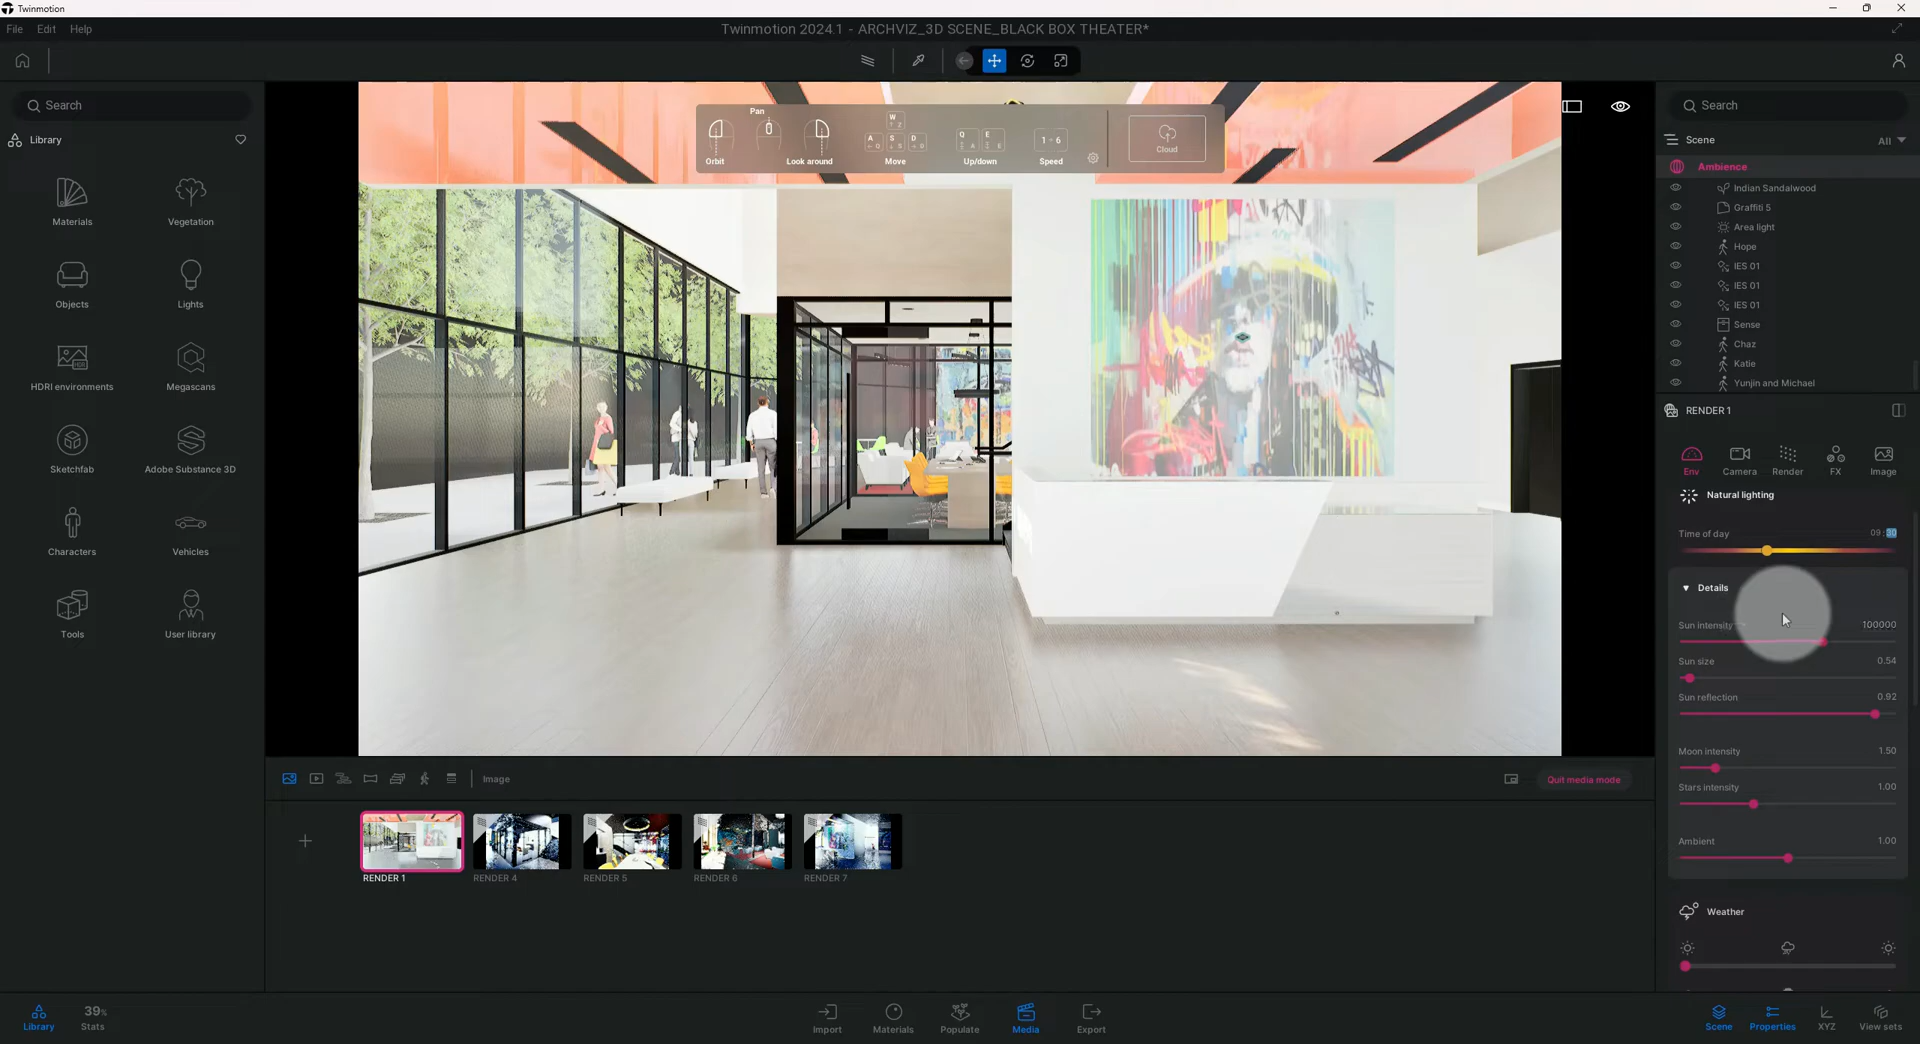 Twinmotion
File Edit Help
Twinmotion 2024.1 - ARCHVIZ_3D SCENE_BLACK BOX THEATER*
Search
Library
Materials Vegetation
Objects Lights
HDRI environments Megascans
Sketchfab Adobe Substance 3D
Characters Vehicles
Tools User library
Pan
Orbit Look around Move Up/down Speed Cloud
W
A S D
Q E
1 - 6
Search
Scene All
Ambience
Indian Sandalwood
Graffiti 5
Area light
Hope
IES 01
IES 01
IES 01
Sense
Chaz
Katie
Yunjin and Michael
RENDER 1
Env Camera Render FX Image
Natural lighting
Time of day 09:30
Details
Sun intensity 100000
Sun size 0.54
Sun reflection 0.92
Moon intensity 1.50
Stars intensity 1.00
Ambient 1.00
Weather
Image Quit media mode
RENDER 1 RENDER 4 RENDER 5 RENDER 6 RENDER 7
39%
Library Stats Import Materials Populate Media Export Scene Properties XYZ View sets